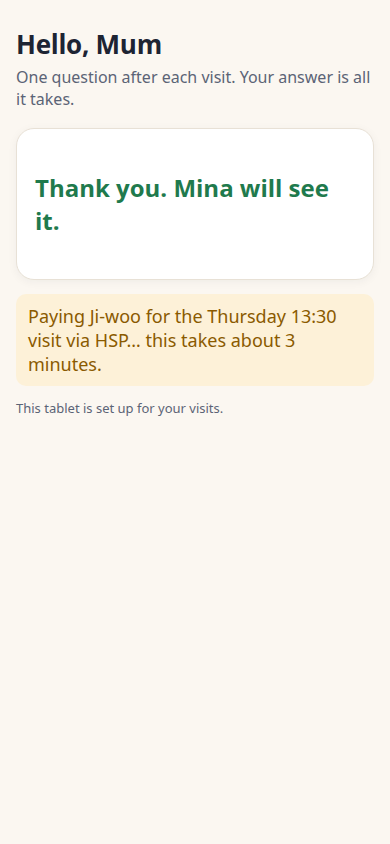 Hello, Mum
One question after each visit. Your answer is all
it takes.
Thank you. Mina will see
it.
Paying Ji-woo for the Thursday 13:30
visit via HSP... this takes about 3
minutes.
This tablet is set up for your visits.